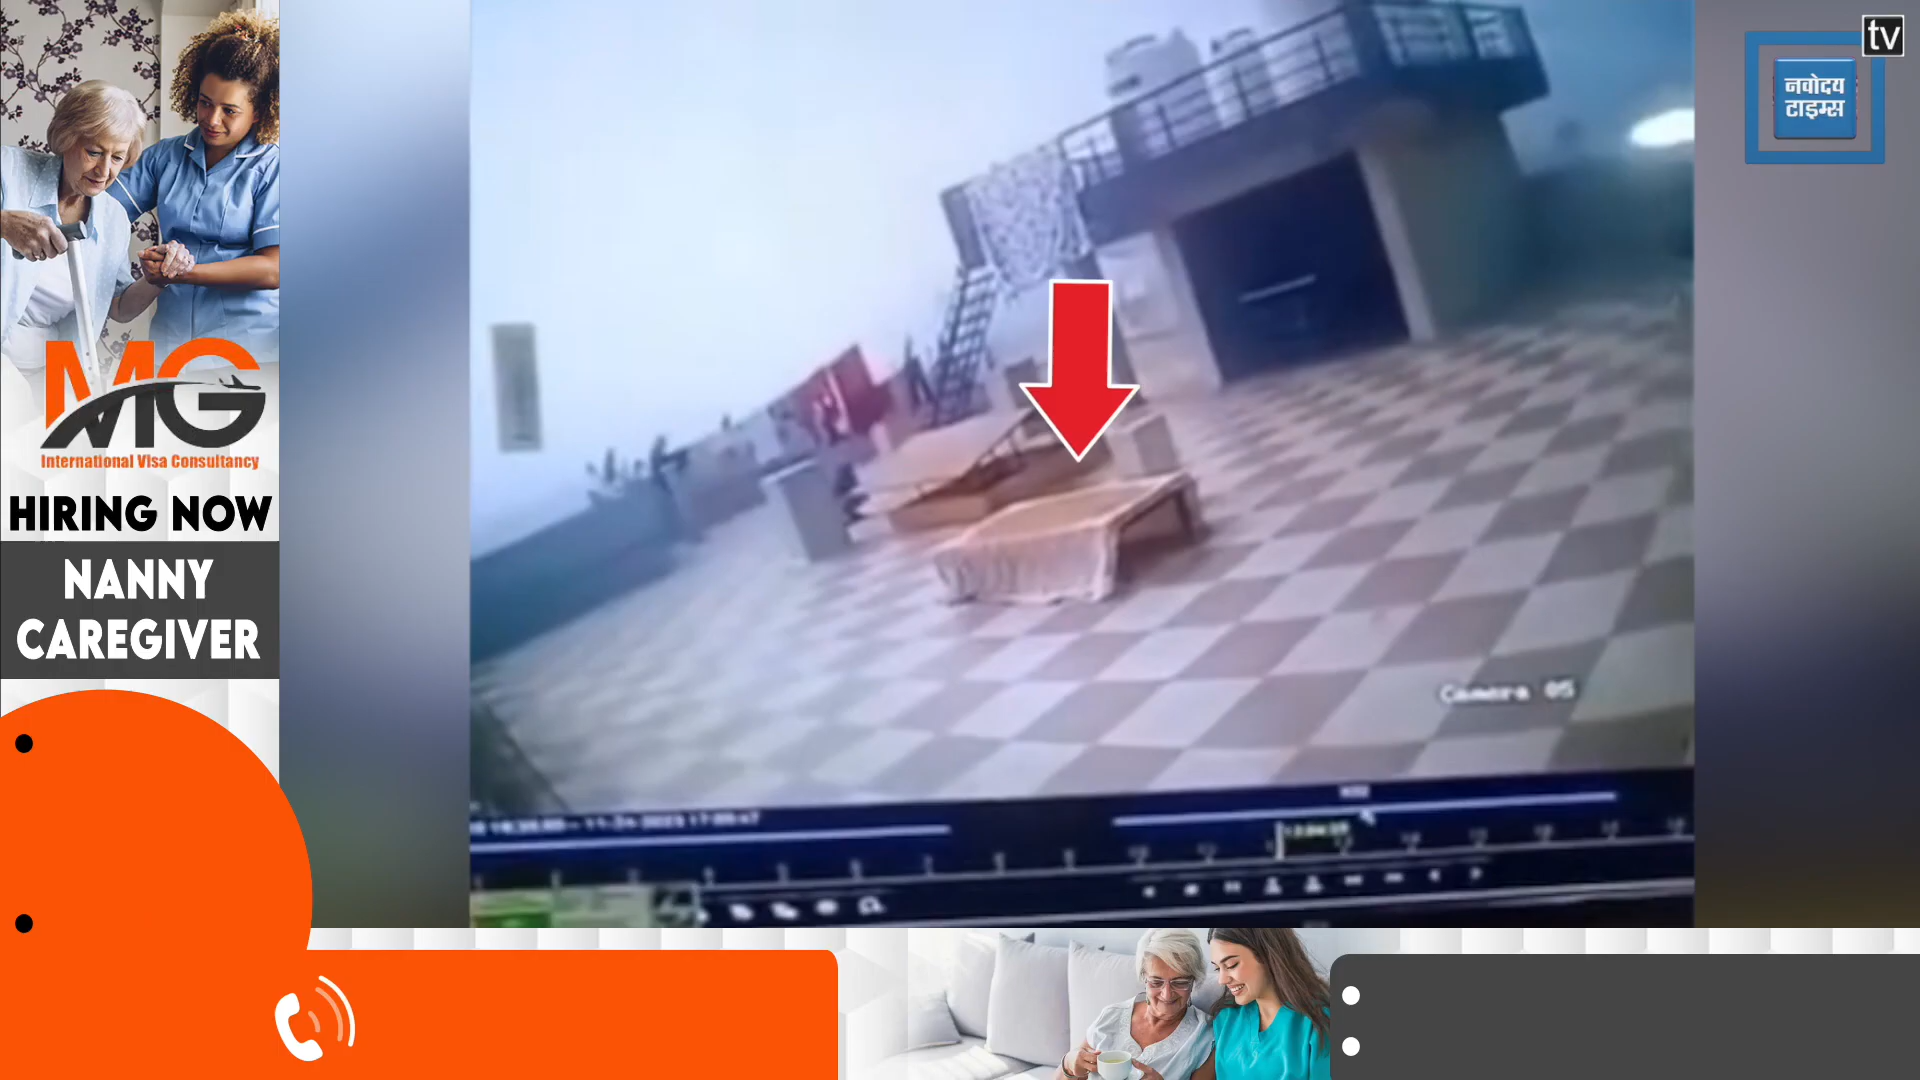 tv
नवोदय
टाइम्स
MG
International Visa Consultancy
HIRING NOW
NANNY
CAREGIVER
Camera 05